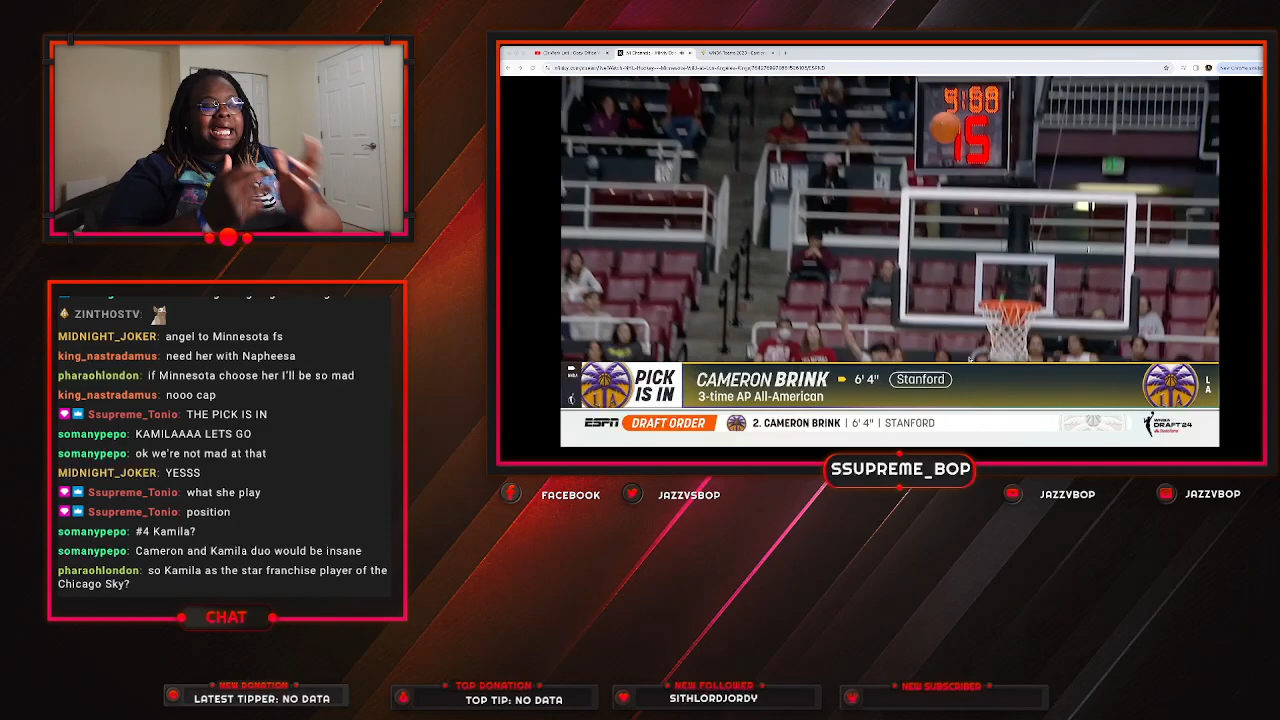 ZINTHOSTV:
MIDNIGHT_JOKER: angel to Minnesota fs
king_nastradamus: need her with Napheesa
pharaohlondon: if Minnesota choose her I'll be so mad
king_nastradamus: nooo cap
Ssupreme_Tonio: THE PICK IS IN
somanypepo: KAMILAAAA LETS GO
somanypepo: ok we're not mad at that
MIDNIGHT_JOKER: YESSS
Ssupreme_Tonio: what she play
Ssupreme_Tonio: position
somanypepo: #4 Kamila?
somanypepo: Cameron and Kamila duo would be insane
pharaohlondon: so Kamila as the star franchise player of the
Chicago Sky?
CHAT
15
PICK
IS IN
CAMERON BRINK 6' 4" Stanford
3-time AP All-American
LA
ESPN DRAFT ORDER 2. CAMERON BRINK | 6' 4" | STANFORD
WNBA
DRAFT '24
SSUPREME_BOP
FACEBOOK
JAZZVSBOP
JAZZVBOP
JAZZVBOP
NEW DONATION
LATEST TIPPER: NO DATA
TOP DONATION
TOP TIP: NO DATA
NEW FOLLOWER
SITHLORDJORDY
NEW SUBSCRIBER